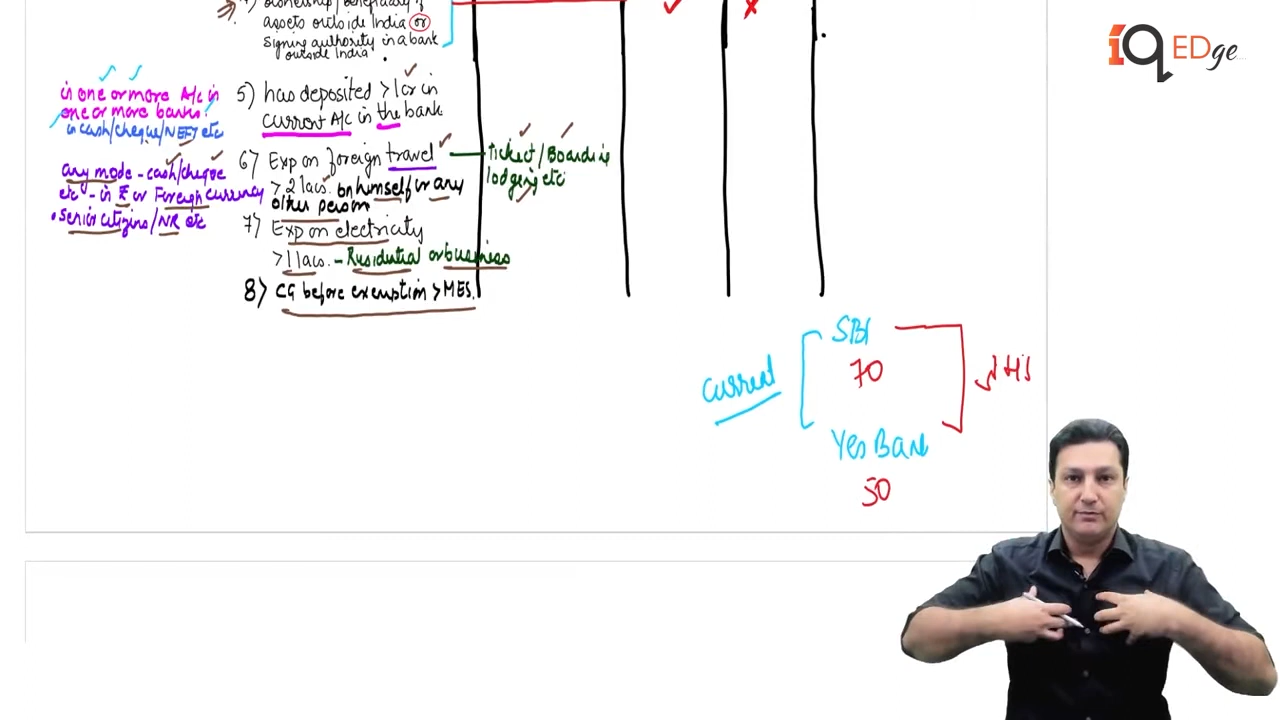 assets outside India or
signing authority in a bank
outside India.
in one or more A/c in
one or more banks.
in cash/cheque/NEFT etc
5) has deposited > 1cr in
current A/c in the bank
any mode - cash/cheque
etc - in ₹ or Foreign currency
• Senior citizens/NR etc
6) Exp on foreign travel
> 2 lacs. on himself or any
other person
Ticket/Boarding
lodging etc
7) Exp on electricity
> 1 lacs. - Residential or business
8) CG before exemption > MES.
current
SBI
70
Yes Bank
50
iQ EDge